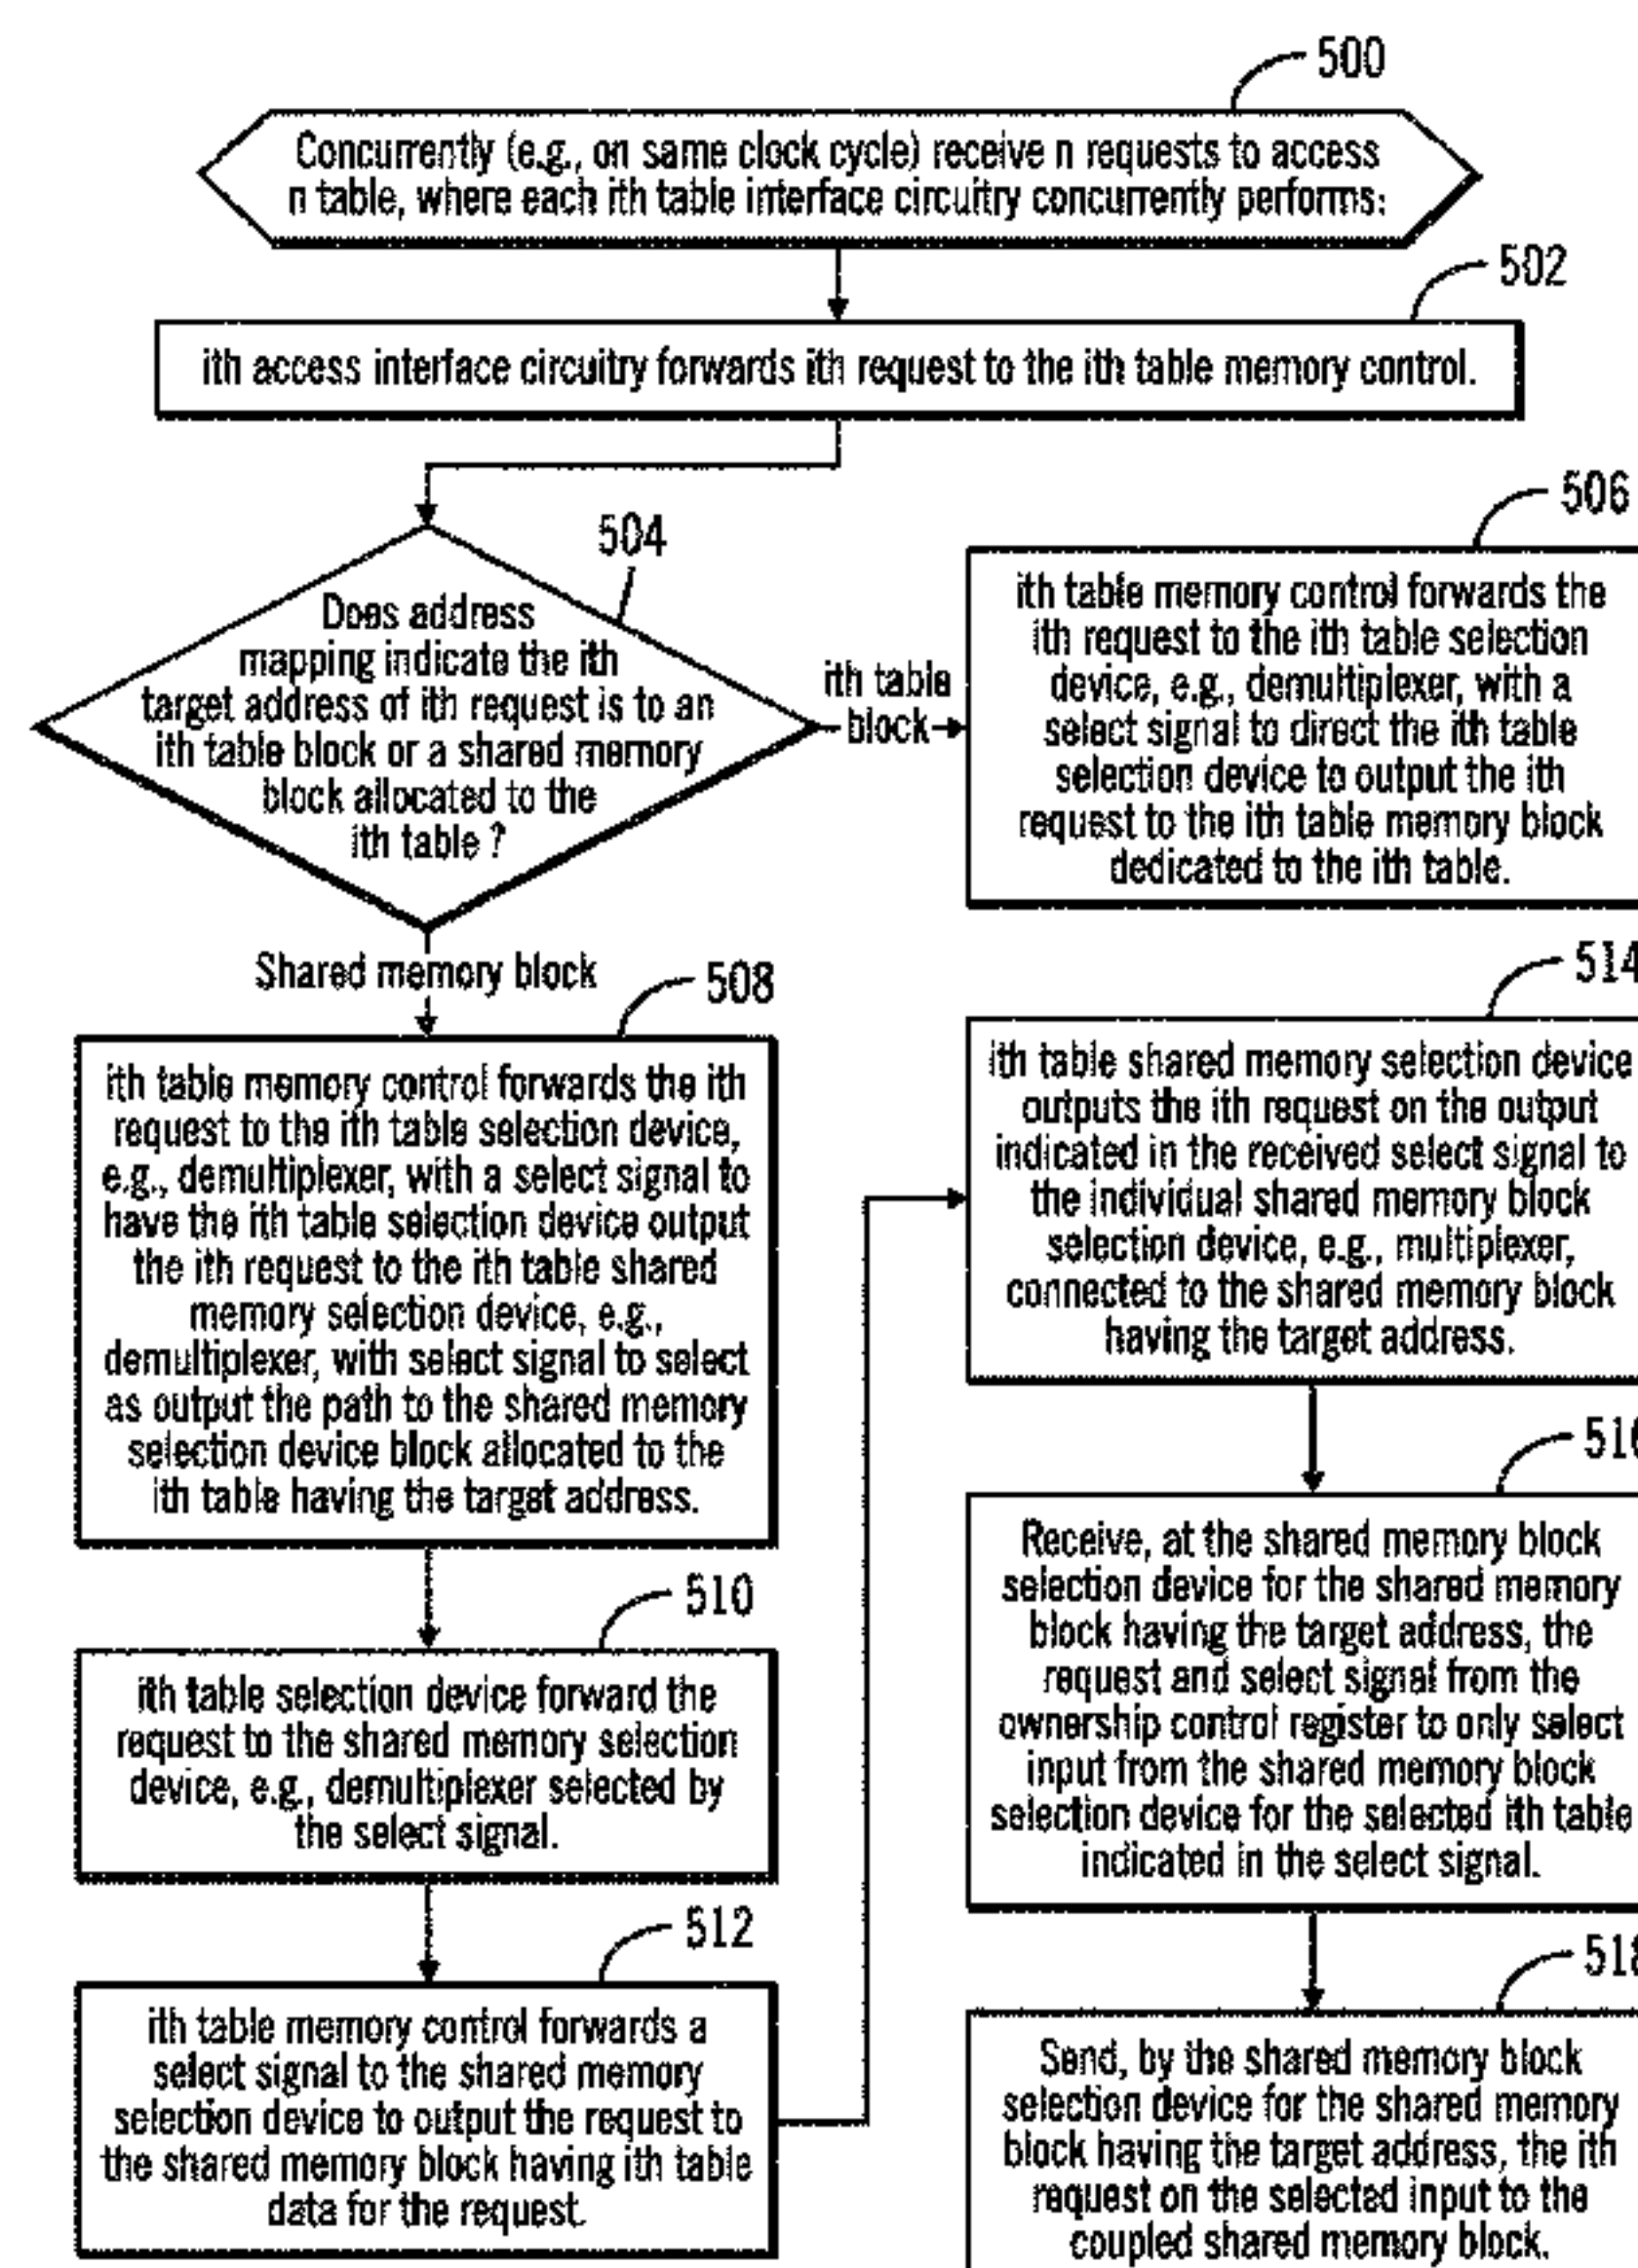 500
Concurrently (e.g., on same clock cycle) receive n requests to access
n table, where each ith table interface circuitry concurrently performs:
502
ith access interface circuitry forwards ith request to the ith table memory control.
504
Does address
mapping indicate the ith
target address of ith request is to an
ith table block or a shared memory
block allocated to the
ith table ?
ith table
block
506
ith table memory control forwards the
ith request to the ith table selection
device, e.g., demultiplexer, with a
select signal to direct the ith table
selection device to output the ith
request to the ith table memory block
dedicated to the ith table.
Shared memory block
508
ith table memory control forwards the ith
request to the ith table selection device,
e.g., demultiplexer, with a select signal to
have the ith table selection device output
the ith request to the ith table shared
memory selection device, e.g.,
demultiplexer, with select signal to select
as output the path to the shared memory
selection device block allocated to the
ith table having the target address.
510
ith table selection device forward the
request to the shared memory selection
device, e.g., demultiplexer selected by
the select signal.
512
ith table memory control forwards a
select signal to the shared memory
selection device to output the request to
the shared memory block having ith table
data for the request.
514
ith table shared memory selection device
outputs the ith request on the output
indicated in the received select signal to
the individual shared memory block
selection device, e.g., multiplexer,
connected to the shared memory block
having the target address.
516
Receive, at the shared memory block
selection device for the shared memory
block having the target address, the
request and select signal from the
ownership control register to only select
input from the shared memory block
selection device for the selected ith table
indicated in the select signal.
518
Send, by the shared memory block
selection device for the shared memory
block having the target address, the ith
request on the selected input to the
coupled shared memory block.